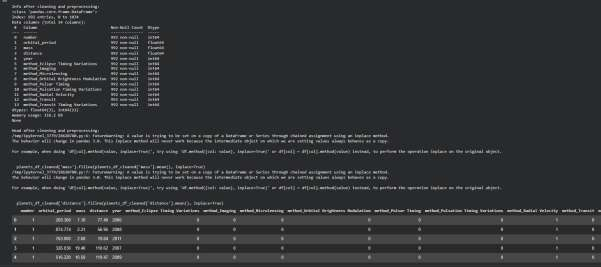 Info after cleaning and preprocessing:
<class 'pandas.core.frame.DataFrame'>
Index: 992 entries, 0 to 1034
Data columns (total 14 columns):
# Column Non-Null Count Dtype
0 number 992 non-null int64
1 orbital_period 992 non-null float64
2 mass 992 non-null float64
3 distance 992 non-null float64
4 year 992 non-null int64
5 method_Eclipse Timing Variations 992 non-null int64
6 method_Imaging 992 non-null int64
7 method_Microlensing 992 non-null int64
8 method_Orbital Brightness Modulation 992 non-null int64
9 method_Pulsar Timing 992 non-null int64
10 method_Pulsation Timing Variations 992 non-null int64
11 method_Radial Velocity 992 non-null int64
12 method_Transit 992 non-null int64
13 method_Transit Timing Variations 992 non-null int64
dtypes: float64(3), int64(11)
memory usage: 116.2 KB
None
Head after cleaning and preprocessing:
FutureWarning: A value is trying to be set on a copy of a DataFrame or Series through chained assignment using an inplace method.
The behavior will change in pandas 3.0. This inplace method will never work because the intermediate object on which we are setting values always behaves as a copy.
For example, when doing 'df[col].method(value, inplace=True)', try using 'df.method({col: value}, inplace=True)' or df[col] = df[col].method(value) instead, to perform the operation inplace on the original object.
planets_df_cleaned['mass'].fillna(planets_df_cleaned['mass'].mean(), inplace=True)
FutureWarning: A value is trying to be set on a copy of a DataFrame or Series through chained assignment using an inplace method.
The behavior will change in pandas 3.0. This inplace method will never work because the intermediate object on which we are setting values always behaves as a copy.
For example, when doing 'df[col].method(value, inplace=True)', try using 'df.method({col: value}, inplace=True)' or df[col] = df[col].method(value) instead, to perform the operation inplace on the original object.
planets_df_cleaned['distance'].fillna(planets_df_cleaned['distance'].mean(), inplace=True)
number orbital_period mass distance year method_Eclipse Timing Variations method_Imaging method_Microlensing method_Orbital Brightness Modulation method_Pulsar Timing method_Pulsation Timing Variations method_Radial Velocity method_Transit
0 1 269.300 7.10 77.40 2006 0 0 0 0 0 0 1 0
1 1 874.774 2.21 56.95 2008 0 0 0 0 0 0 1 0
2 1 763.000 2.60 19.84 2011 0 0 0 0 0 0 1 0
3 1 326.030 19.40 110.62 2007 0 0 0 0 0 0 1 0
4 1 516.220 10.50 119.47 2009 0 0 0 0 0 0 1 0